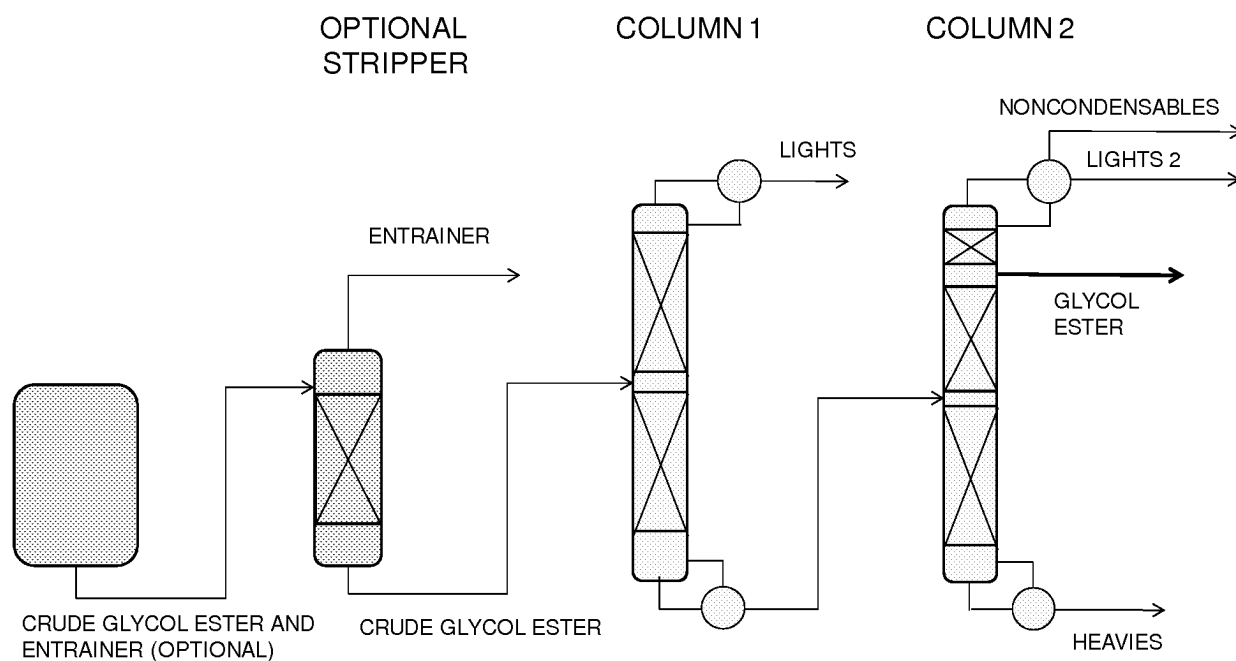 OPTIONAL
STRIPPER
COLUMN 1
COLUMN 2
NONCONDENSABLES
LIGHTS
LIGHTS 2
ENTRAINER
GLYCOL
ESTER
CRUDE GLYCOL ESTER AND
ENTRAINER (OPTIONAL)
CRUDE GLYCOL ESTER
HEAVIES